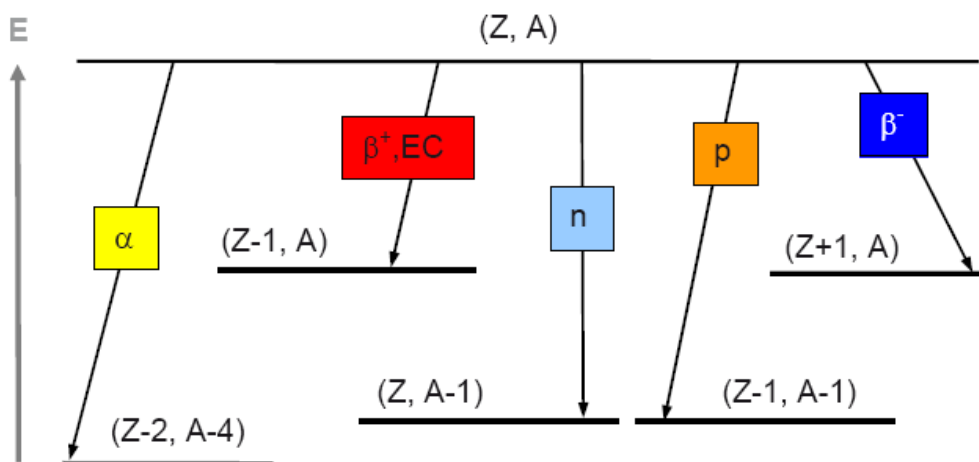 E
(Z, A)
β⁺,EC
p
β⁻
α
n
(Z-1, A)
(Z+1, A)
(Z, A-1)
(Z-1, A-1)
(Z-2, A-4)